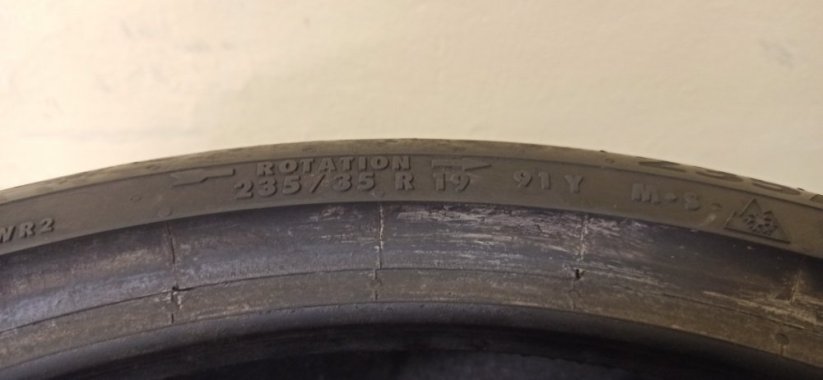 ROTATION
235/35 R 19 91 Y M+S
WR2